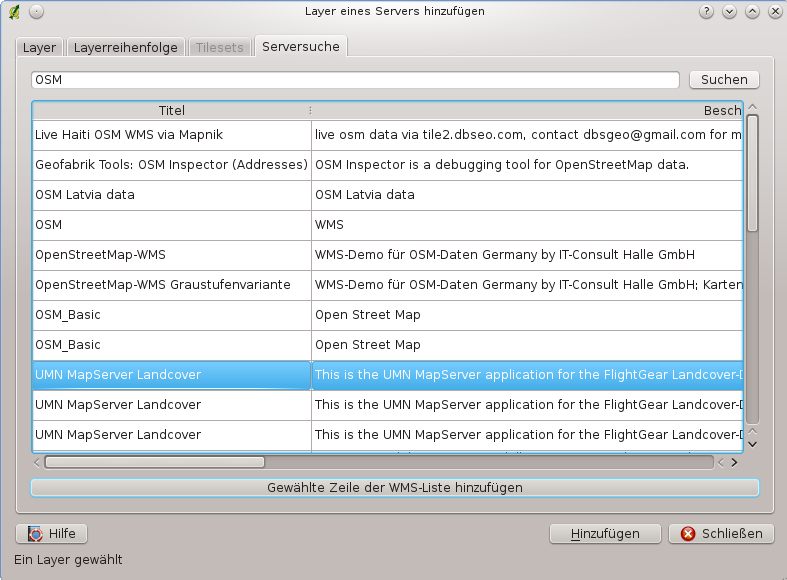 Layer eines Servers hinzufügen
Layer Layerreihenfolge Tilesets Serversuche
OSM Suchen
Titel Besch
Live Haiti OSM WMS via Mapnik live osm data via tile2.dbseo.com, contact dbsgeo@gmail.com for m
Geofabrik Tools: OSM Inspector (Addresses) OSM Inspector is a debugging tool for OpenStreetMap data.
OSM Latvia data OSM Latvia data
OSM WMS
OpenStreetMap-WMS WMS-Demo für OSM-Daten Germany by IT-Consult Halle GmbH
OpenStreetMap-WMS Graustufenvariante WMS-Demo für OSM-Daten Germany by IT-Consult Halle GmbH; Karten
OSM_Basic Open Street Map
OSM_Basic Open Street Map
UMN MapServer Landcover This is the UMN MapServer application for the FlightGear Landcover-D
UMN MapServer Landcover This is the UMN MapServer application for the FlightGear Landcover-D
UMN MapServer Landcover This is the UMN MapServer application for the FlightGear Landcover-D
Gewählte Zeile der WMS-Liste hinzufügen
Hilfe Hinzufügen Schließen
Ein Layer gewählt